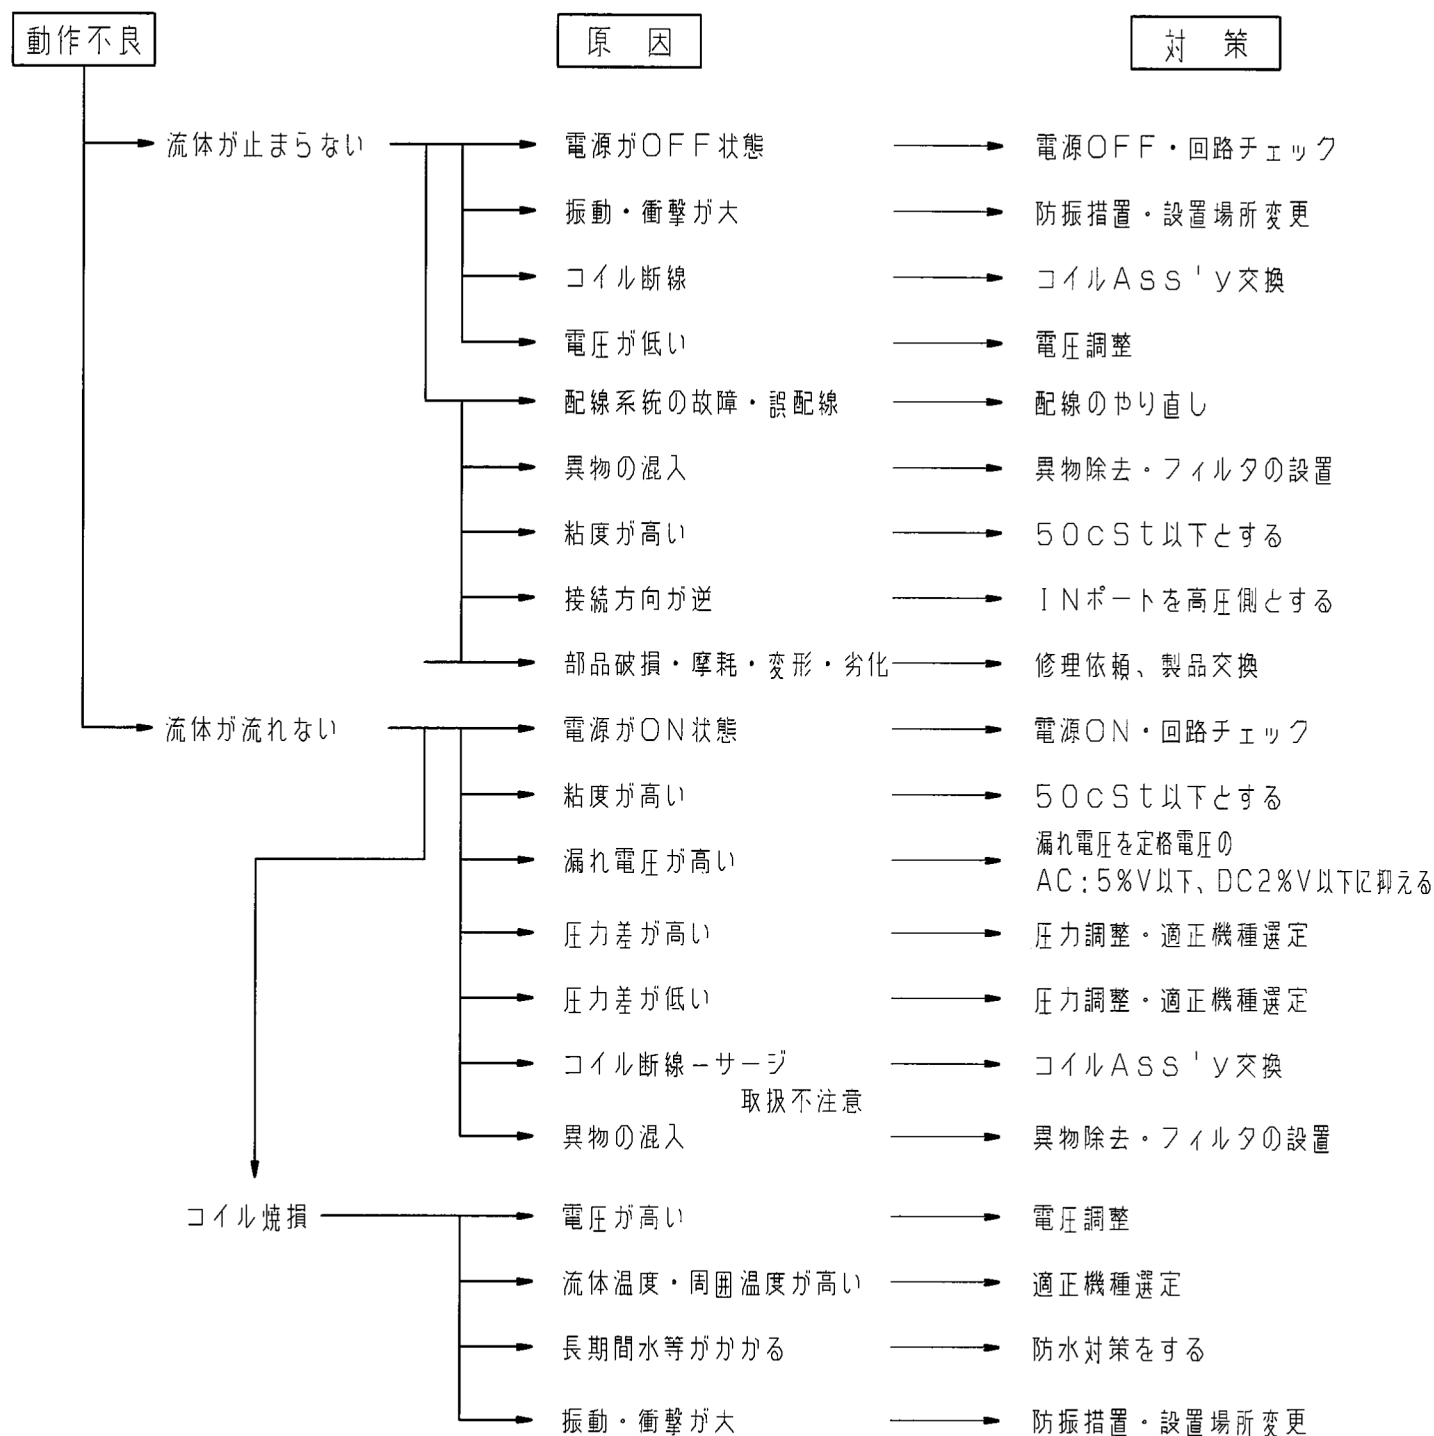 動作不良 原因 対策
流体が止まらない 電源がOFF状態 電源OFF・回路チェック
振動・衝撃が大 防振措置・設置場所変更
コイル断線 コイルAss'y交換
電圧が低い 電圧調整
配線系統の故障・誤配線 配線のやり直し
異物の混入 異物除去・フィルタの設置
粘度が高い 50cSt以下とする
接続方向が逆 INポートを高圧側とする
部品破損・摩耗・変形・劣化 修理依頼、製品交換
流体が流れない 電源がON状態 電源ON・回路チェック
粘度が高い 50cSt以下とする
漏れ電圧が高い 漏れ電圧を定格電圧の
AC:5%V以下、DC2%V以下に抑える
圧力差が高い 圧力調整・適正機種選定
圧力差が低い 圧力調整・適正機種選定
コイル断線-サージ コイルAss'y交換
取扱不注意
異物の混入 異物除去・フィルタの設置
コイル焼損 電圧が高い 電圧調整
流体温度・周囲温度が高い 適正機種選定
長期間水等がかかる 防水対策をする
振動・衝撃が大 防振措置・設置場所変更